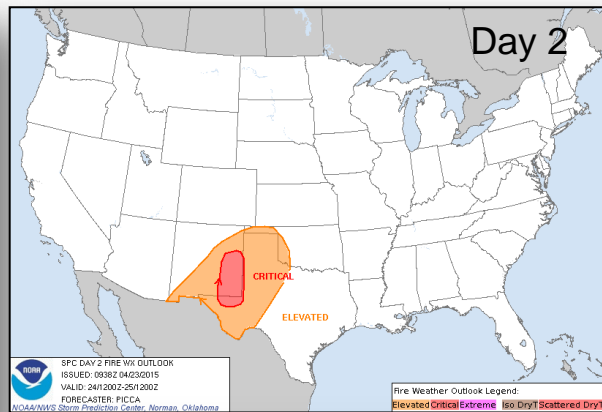 Day 2
CRITICAL
ELEVATED
noaa
SPC DAY 2 FIRE WX OUTLOOK
ISSUED: 0938Z 04/23/2015
VALID: 24/1200Z-25/1200Z
FORECASTER: PICCA
NOAA/NWS Storm Prediction Center, Norman, Oklahoma
Fire Weather Outlook Legend:
Elevated Critical Extreme Iso DryT Scattered DryT